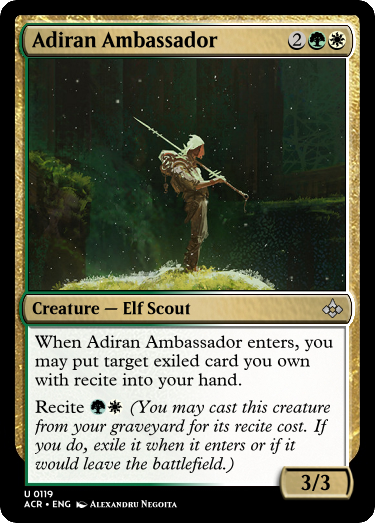 Adiran Ambassador 2
Creature — Elf Scout
When Adiran Ambassador enters, you
may put target exiled card you own
with recite into your hand.
Recite (You may cast this creature
from your graveyard for its recite cost. If
you do, exile it when it enters or if it
would leave the battlefield.)
3/3
U 0119
ACR • ENG Alexandru Negoita